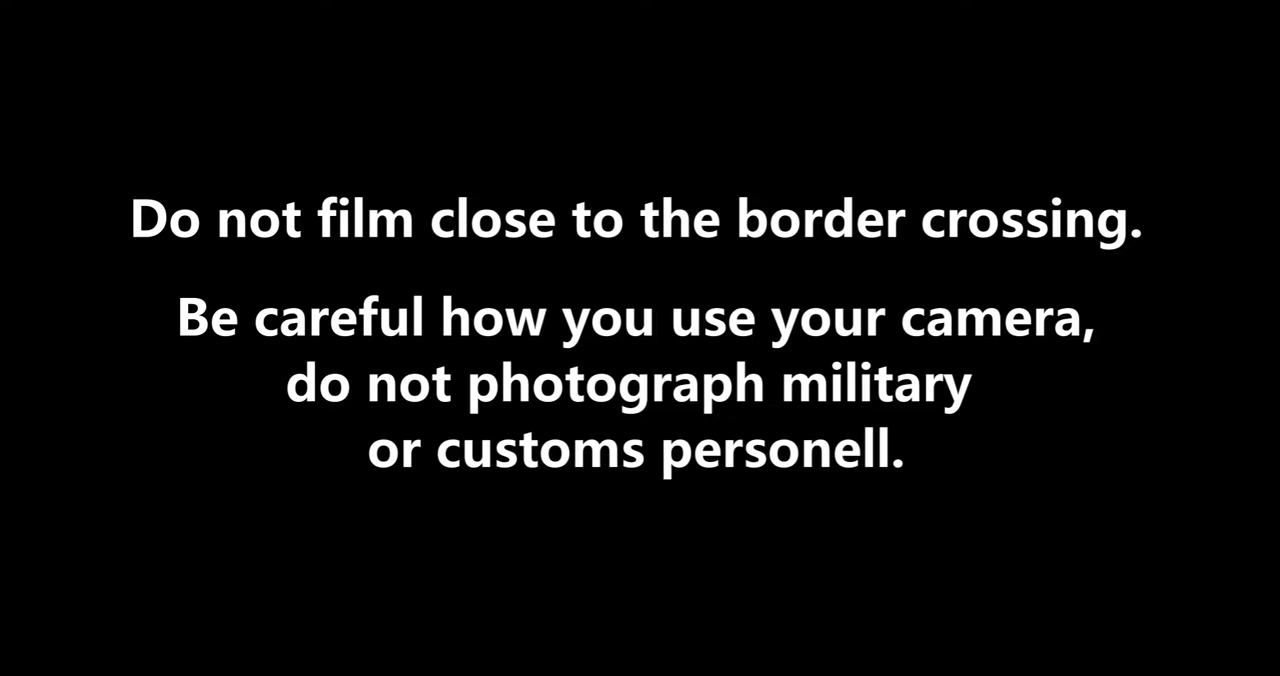 Do not film close to the border crossing.
Be careful how you use your camera,
do not photograph military
or customs personell.